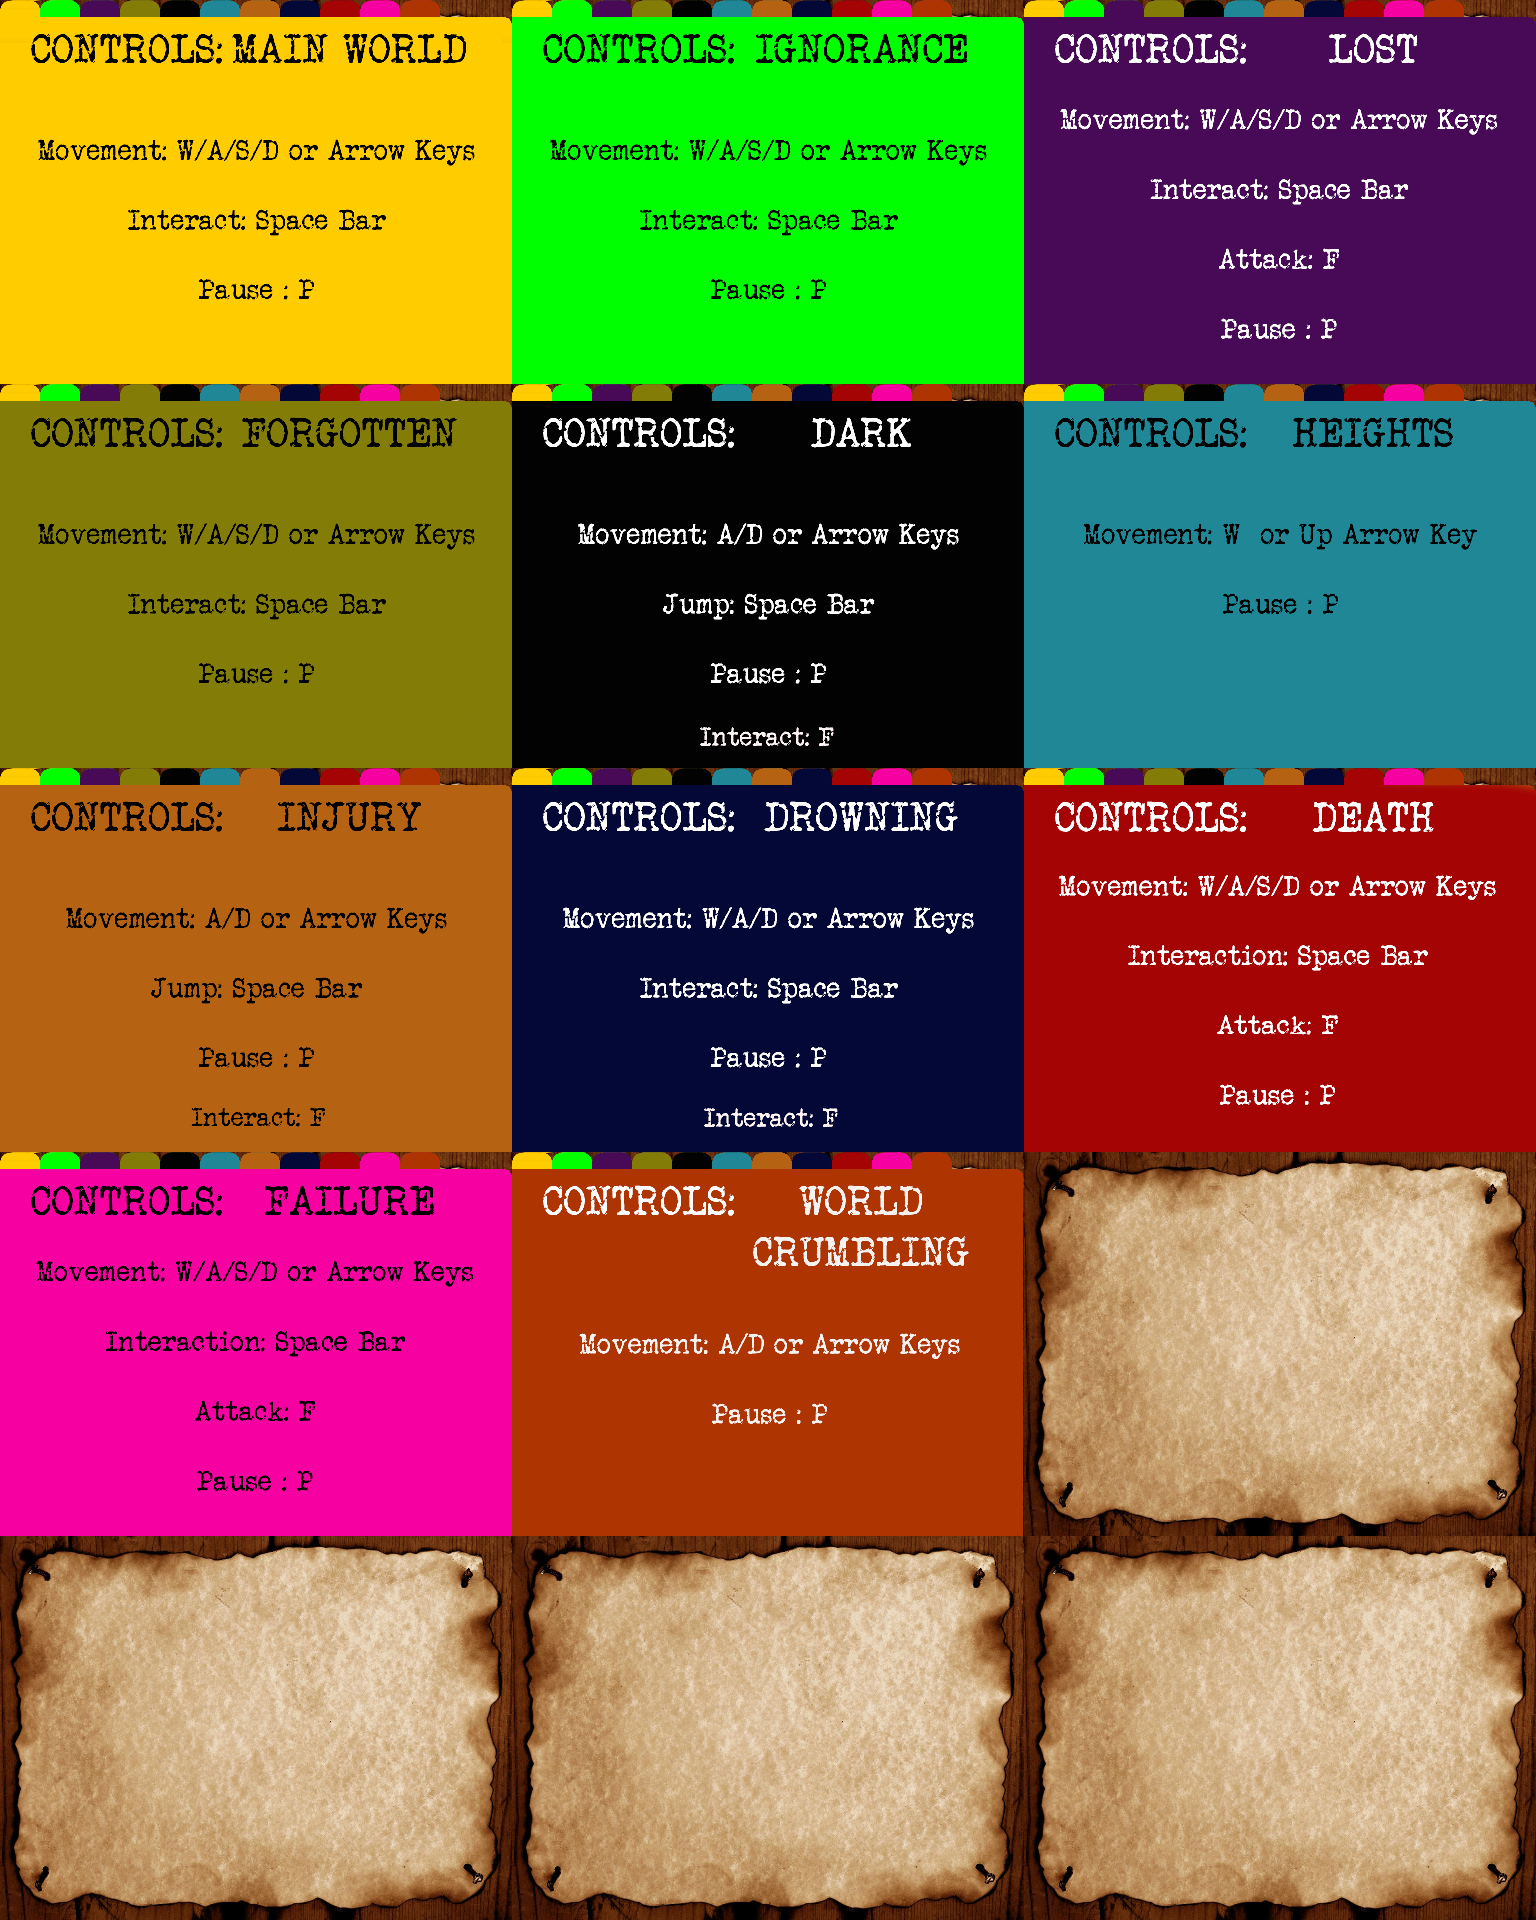 CONTROLS: MAIN WORLD
Movement: W/A/S/D or Arrow Keys
Interact: Space Bar
Pause : P
CONTROLS: IGNORANCE
Movement: W/A/S/D or Arrow Keys
Interact: Space Bar
Pause : P
CONTROLS: LOST
Movement: W/A/S/D or Arrow Keys
Interact: Space Bar
Attack: F
Pause : P
CONTROLS: FORGOTTEN
Movement: W/A/S/D or Arrow Keys
Interact: Space Bar
Pause : P
CONTROLS: DARK
Movement: A/D or Arrow Keys
Jump: Space Bar
Pause : P
Interact: F
CONTROLS: HEIGHTS
Movement: W or Up Arrow Key
Pause : P
CONTROLS: INJURY
Movement: A/D or Arrow Keys
Jump: Space Bar
Pause : P
Interact: F
CONTROLS: DROWNING
Movement: W/A/D or Arrow Keys
Interact: Space Bar
Pause : P
Interact: F
CONTROLS: DEATH
Movement: W/A/S/D or Arrow Keys
Interaction: Space Bar
Attack: F
Pause : P
CONTROLS: FAILURE
Movement: W/A/S/D or Arrow Keys
Interaction: Space Bar
Attack: F
Pause : P
CONTROLS: WORLD
CRUMBLING
Movement: A/D or Arrow Keys
Pause : P